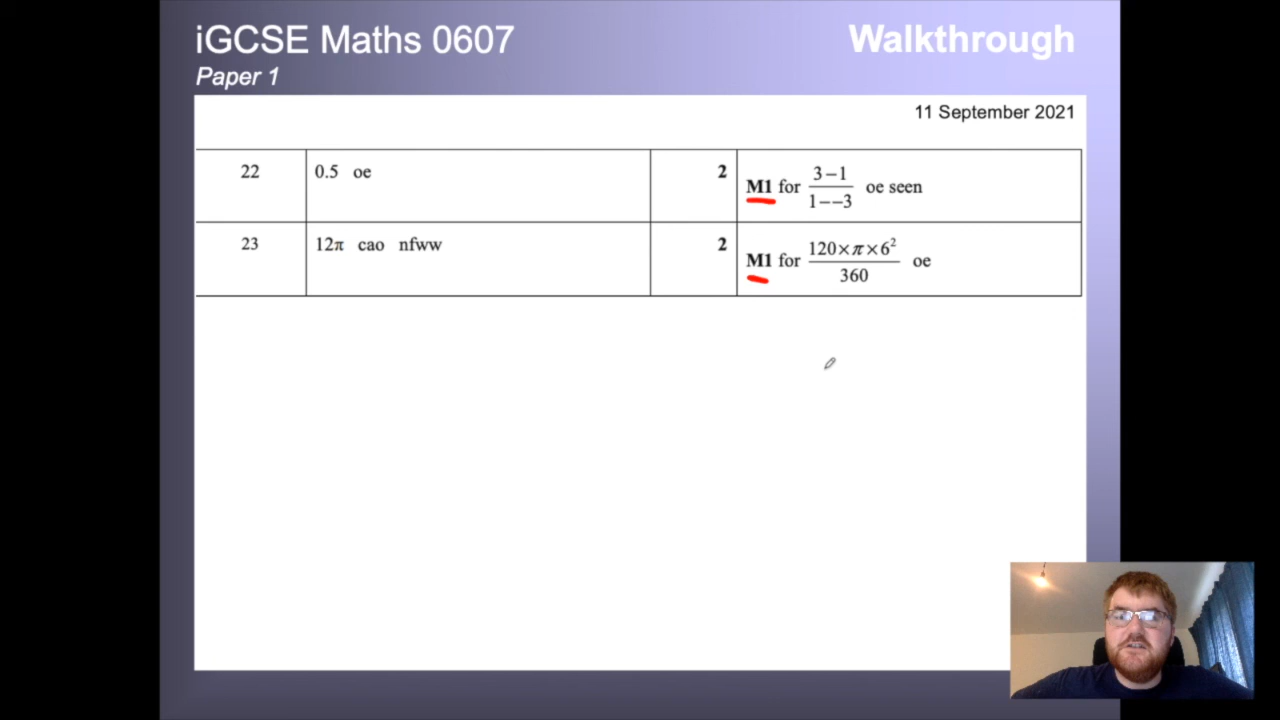 iGCSE Maths 0607
Walkthrough
Paper 1
11 September 2021
22 0.5 oe 2 M1 for (3−1)/(1−−3) oe seen
23 12π cao nfww 2 M1 for (120×π×6²)/360 oe